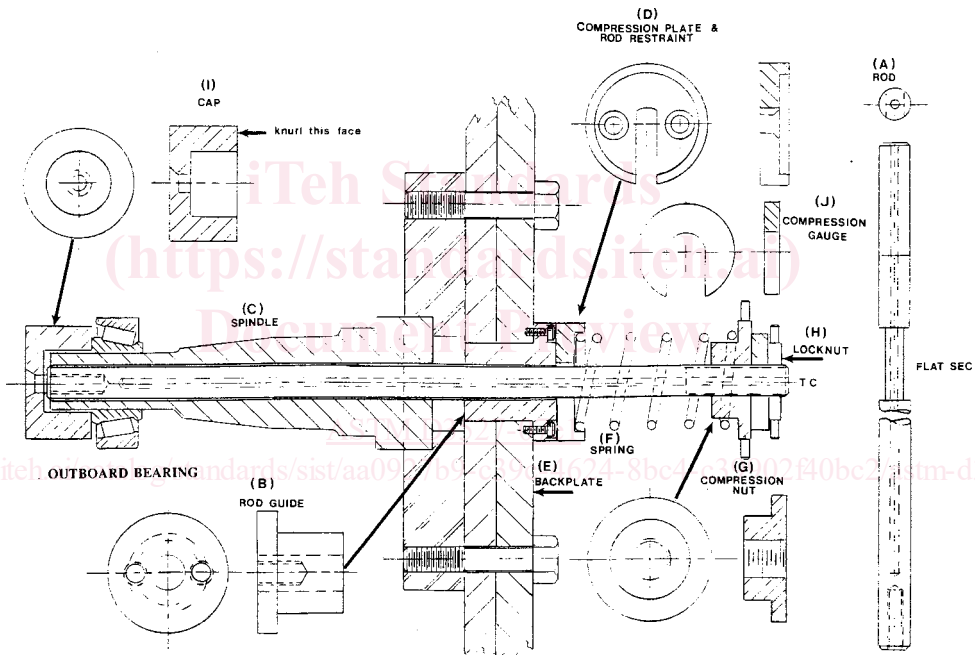 (D)
COMPRESSION PLATE &
ROD RESTRAINT
(A)
ROD
(I)
CAP
knurl this face
iTeh Standards
(J)
COMPRESSION
GAUGE
(https://standards.iteh.ai)
(C)
SPINDLE
Document Preview
(H)
LOCKNUT
FLAT SEC
TC
(F)
SPRING
OUTBOARD BEARING
(E)
BACKPLATE
(G)
COMPRESSION
NUT
(B)
ROD GUIDE